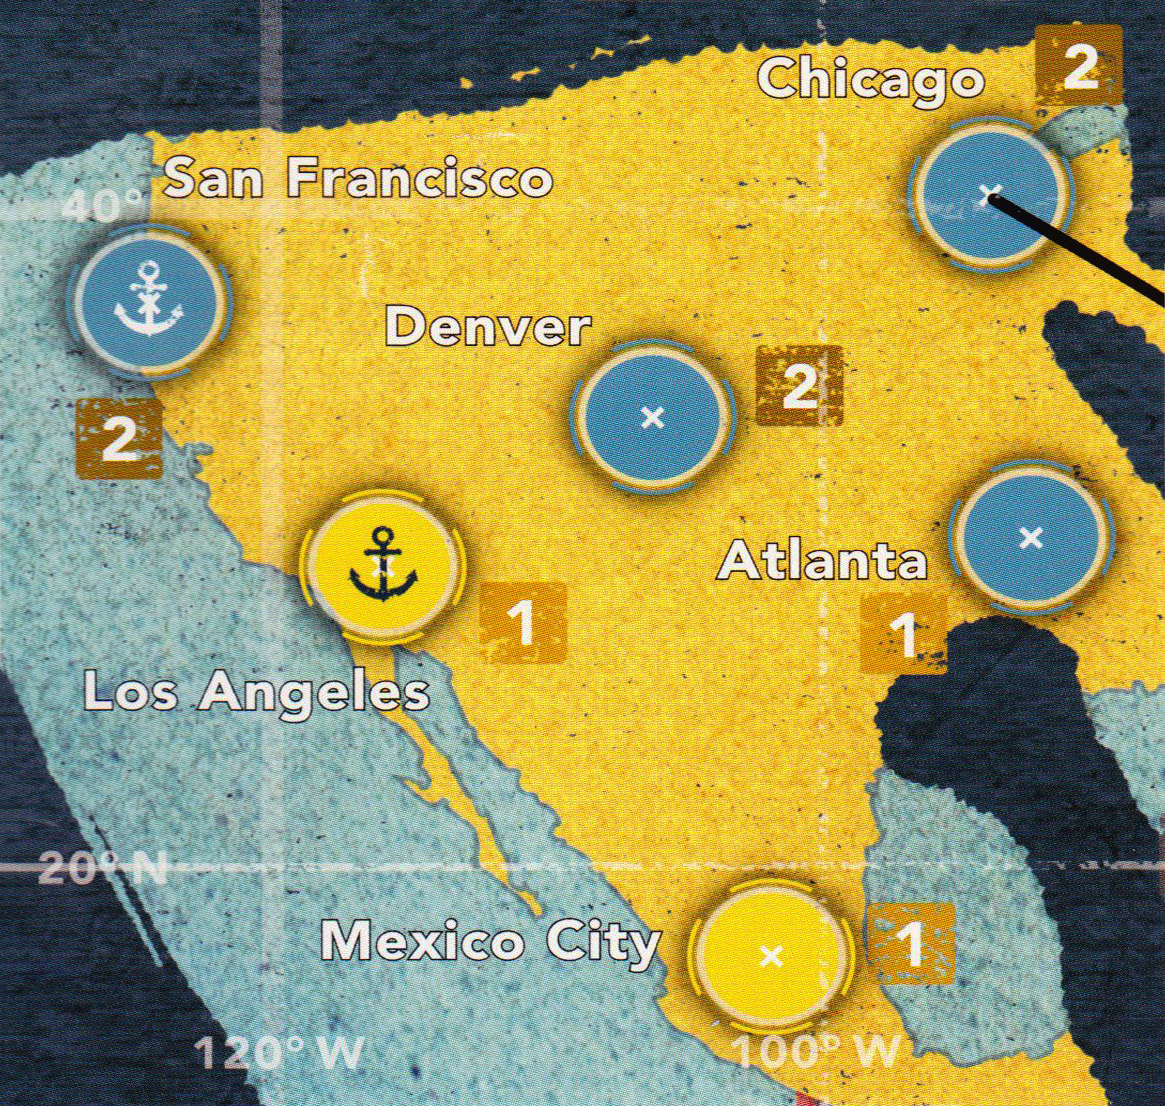 Chicago
2
San Francisco
40°
Denver
2
2
Atlanta
1
1
Los Angeles
20° N
Mexico City
1
120° W
100° W